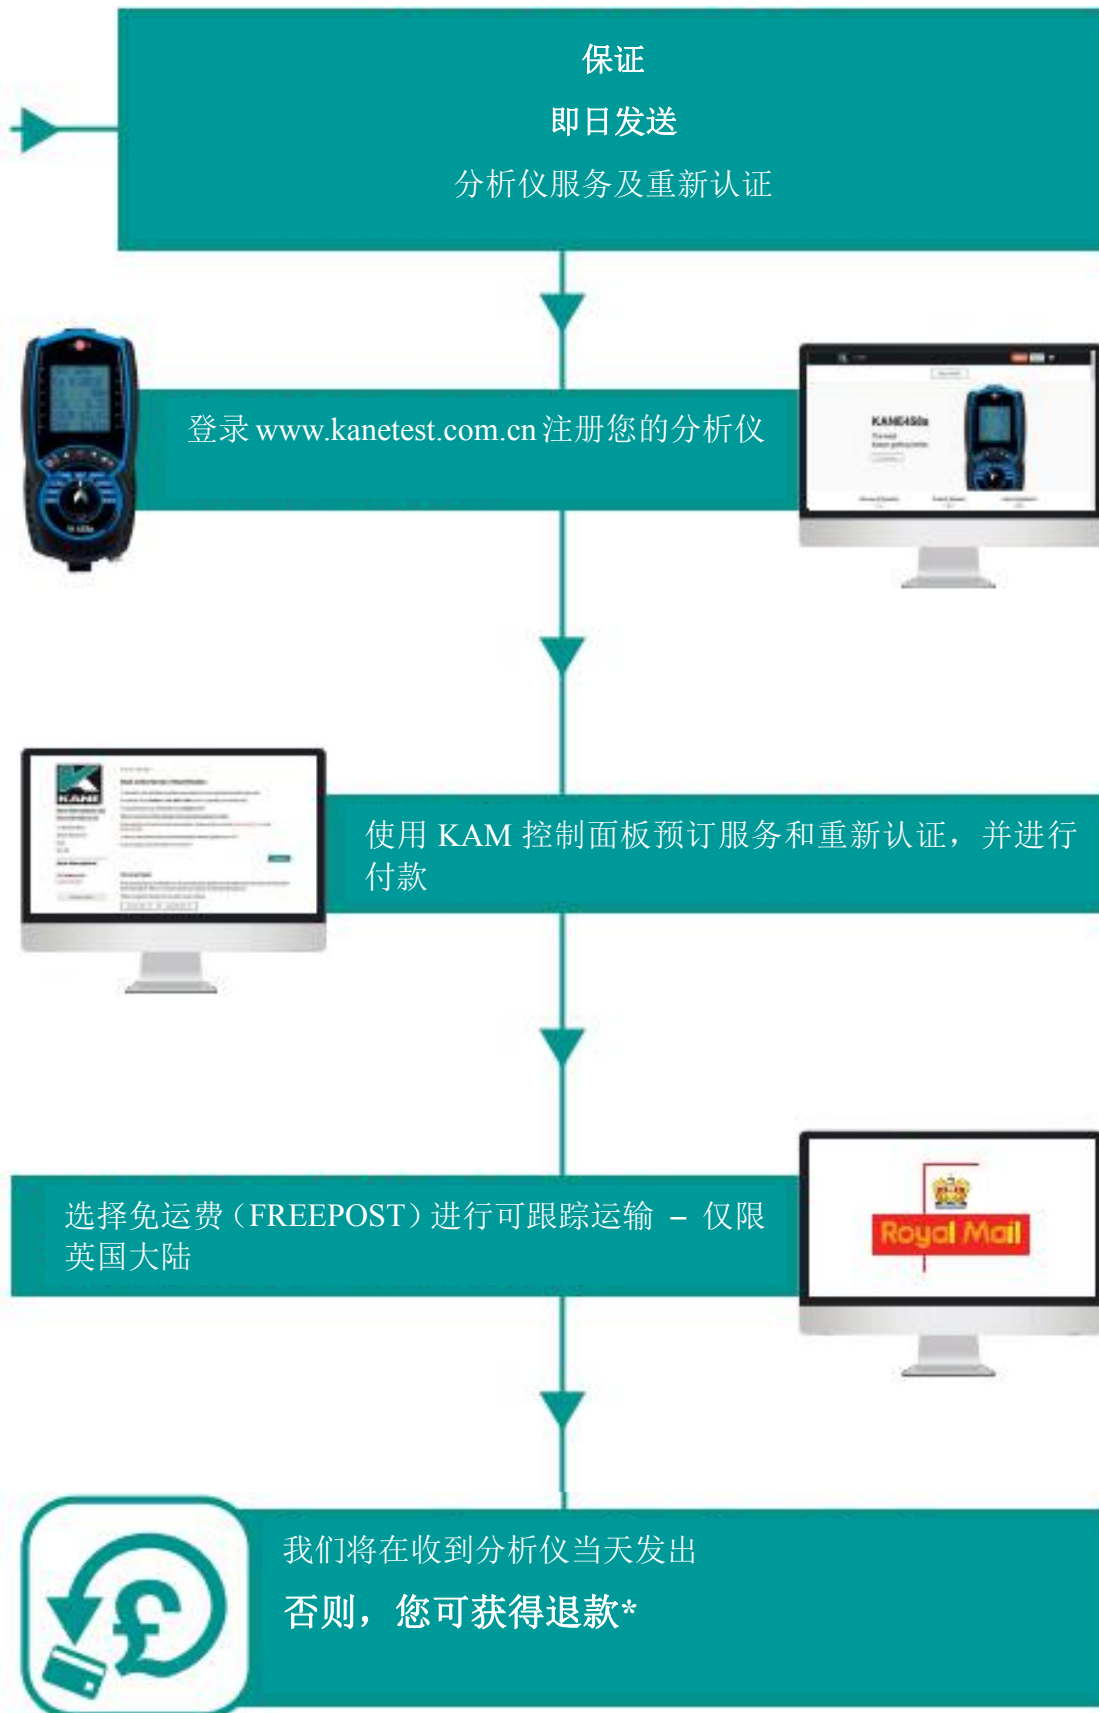 保证
即日发送
分析仪服务及重新认证
登录 www.kanetest.com.cn 注册您的分析仪
KANE458s
KANE
使用 KAM 控制面板预订服务和重新认证，并进行
付款
选择免运费（FREEPOST）进行可跟踪运输 – 仅限
英国大陆
Royal Mail
我们将在收到分析仪当天发出
否则，您可获得退款*